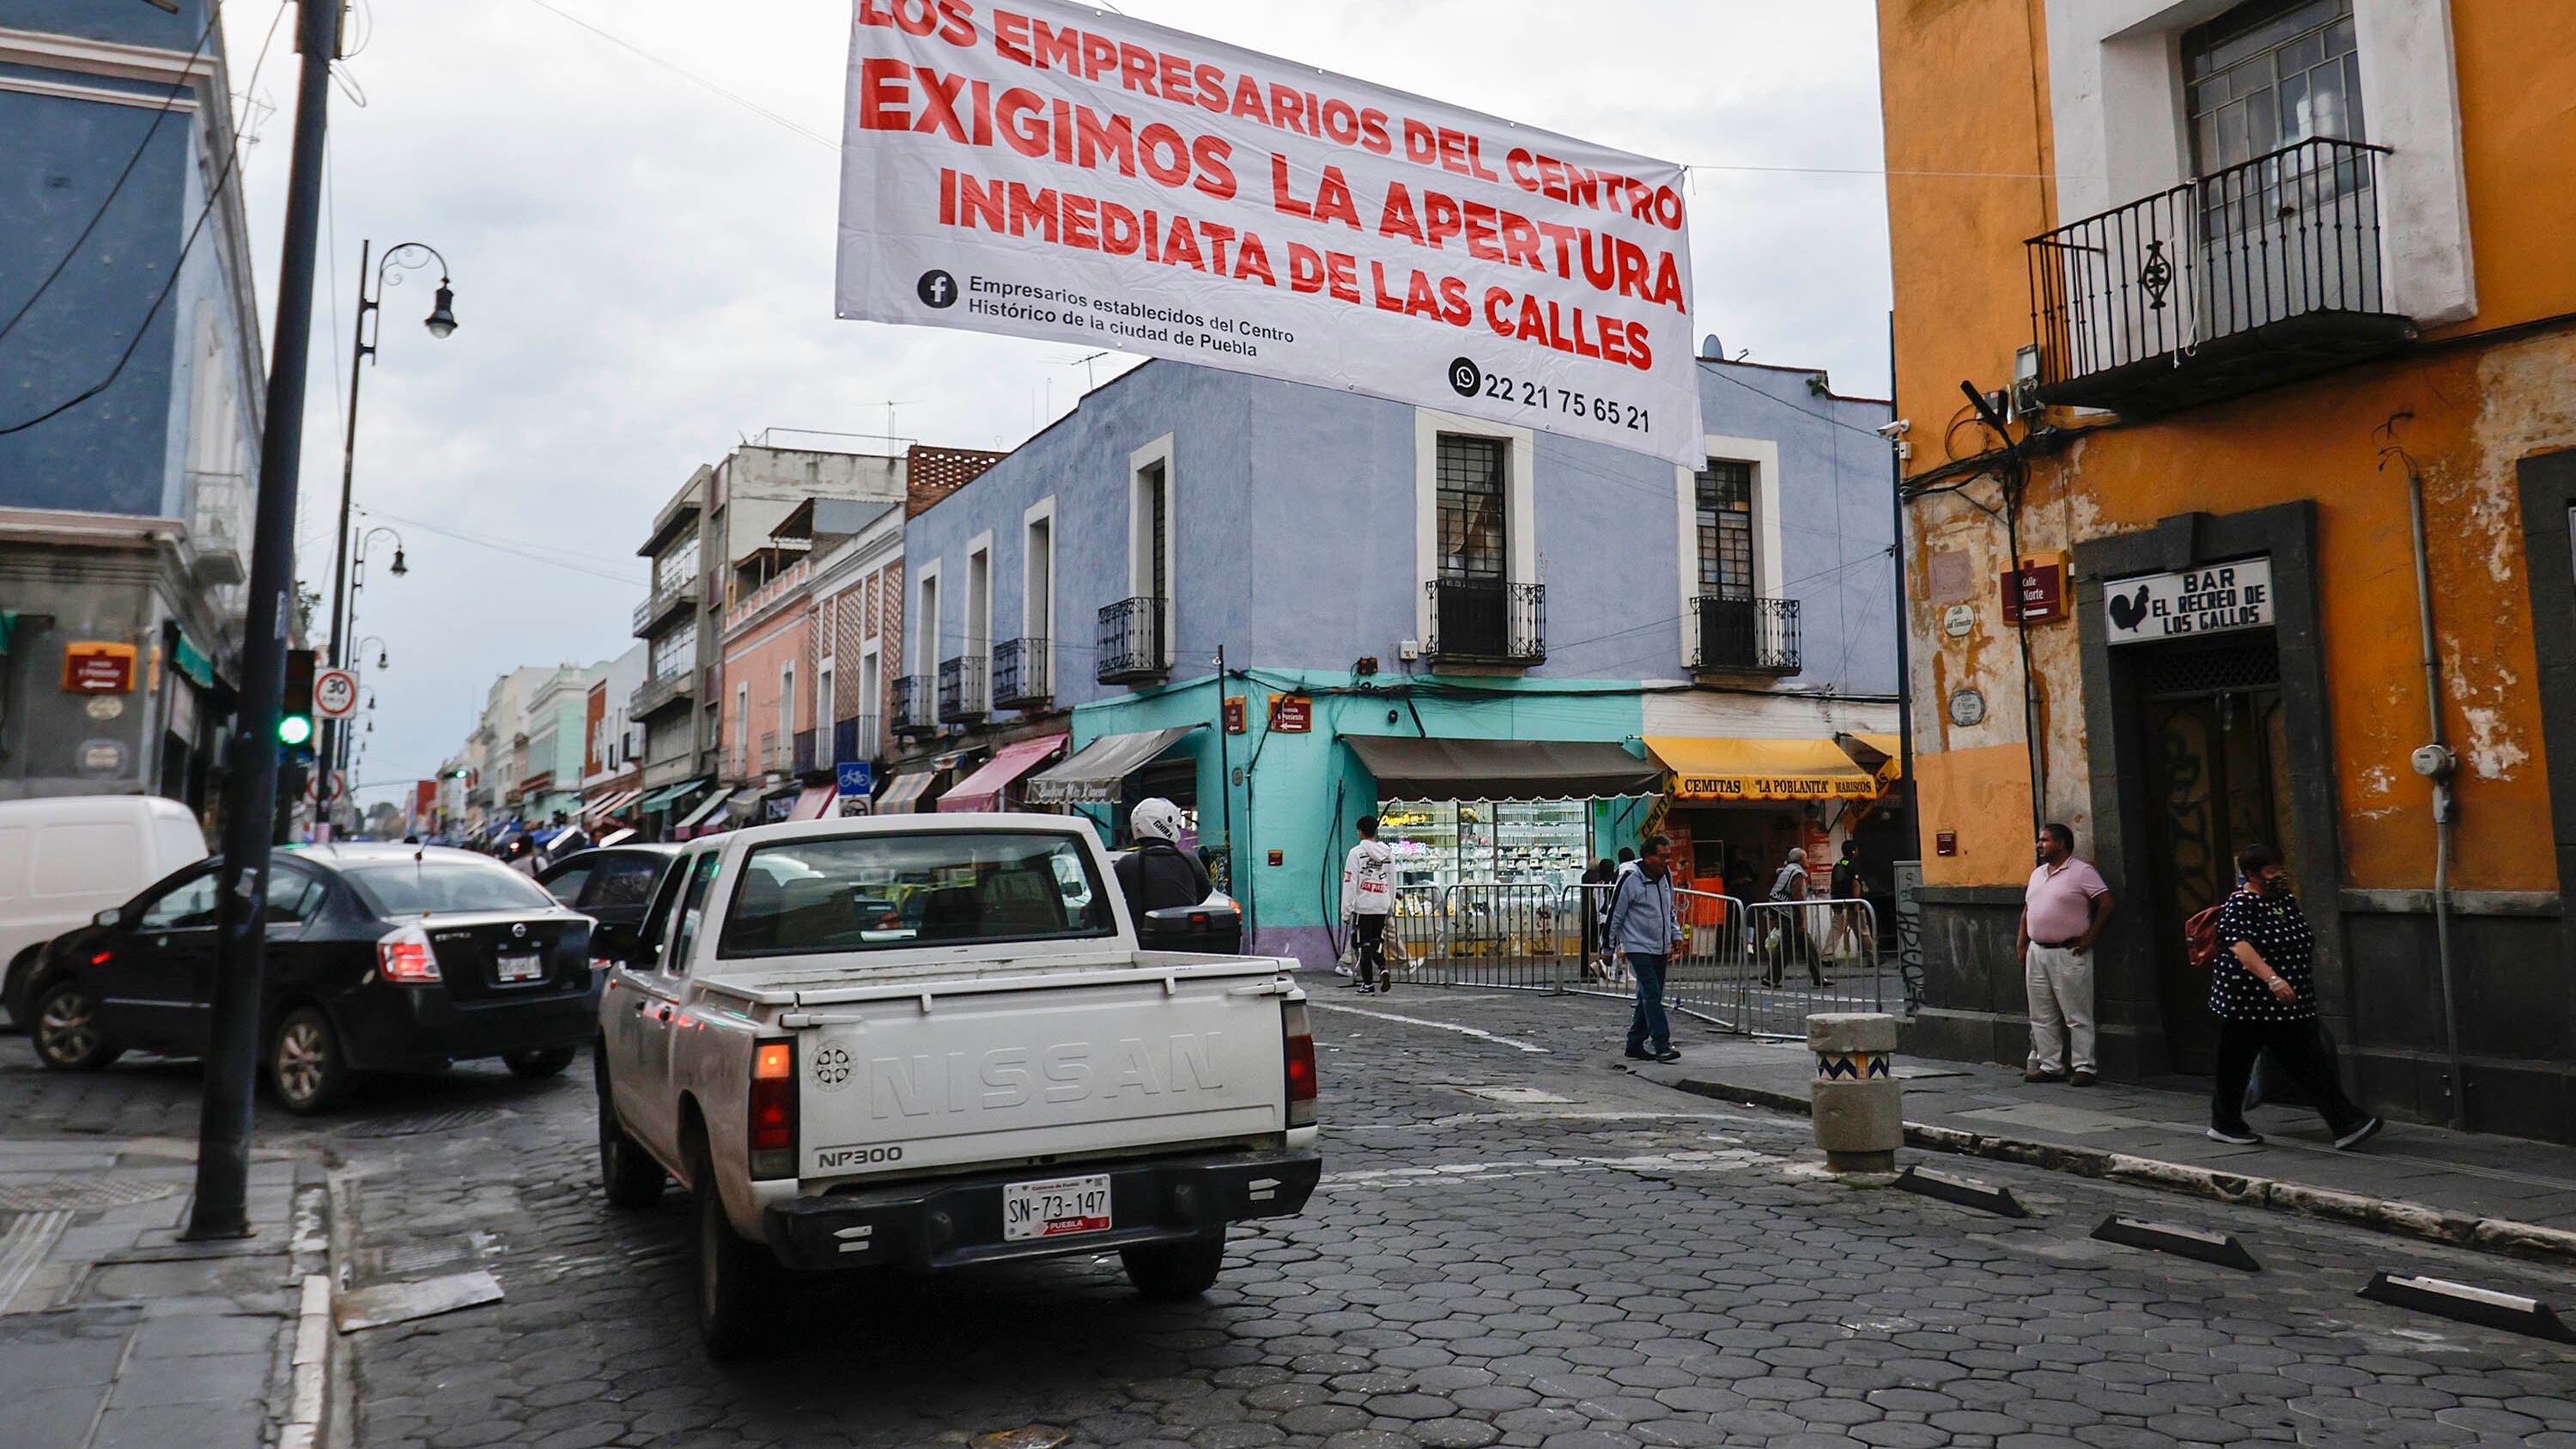 LOS EMPRESARIOS DEL CENTRO
EXIGIMOS LA APERTURA
INMEDIATA DE LAS CALLES
Empresarios establecidos del Centro
Histórico de la ciudad de Puebla
22 21 75 65 21
30
BAR
EL RECREO DE
LOS GALLOS
Calle
Norte
CEMITAS "LA POBLANITA" MARISCOS
CEMITAS
GHIRA
NISSAN
NP300
SN-73-147
PUEBLA